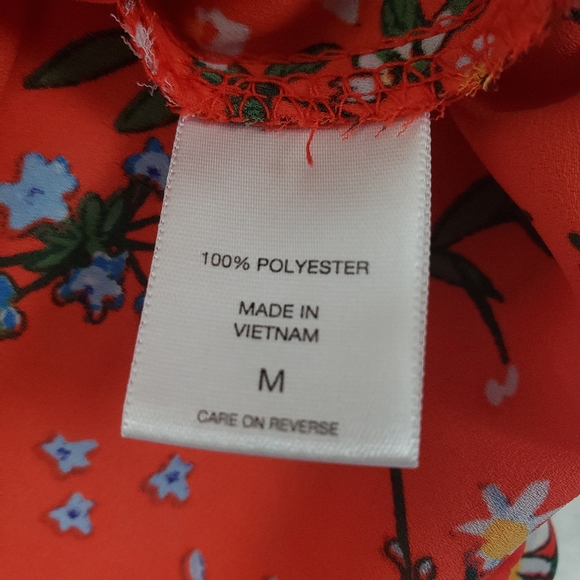 100% POLYESTER
MADE IN
VIETNAM
M
CARE ON REVERSE